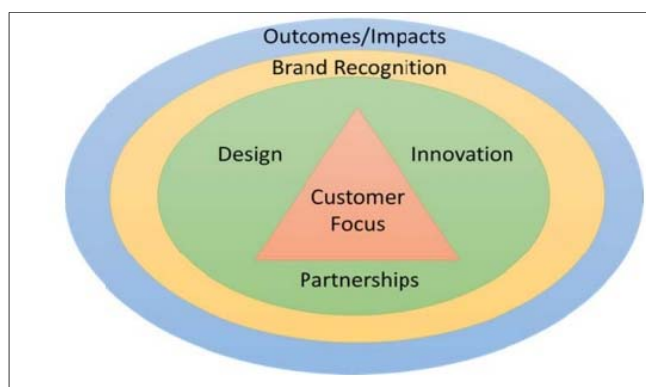 Outcomes/Impacts
Brand Recognition
Design
Innovation
Customer
Focus
Partnerships